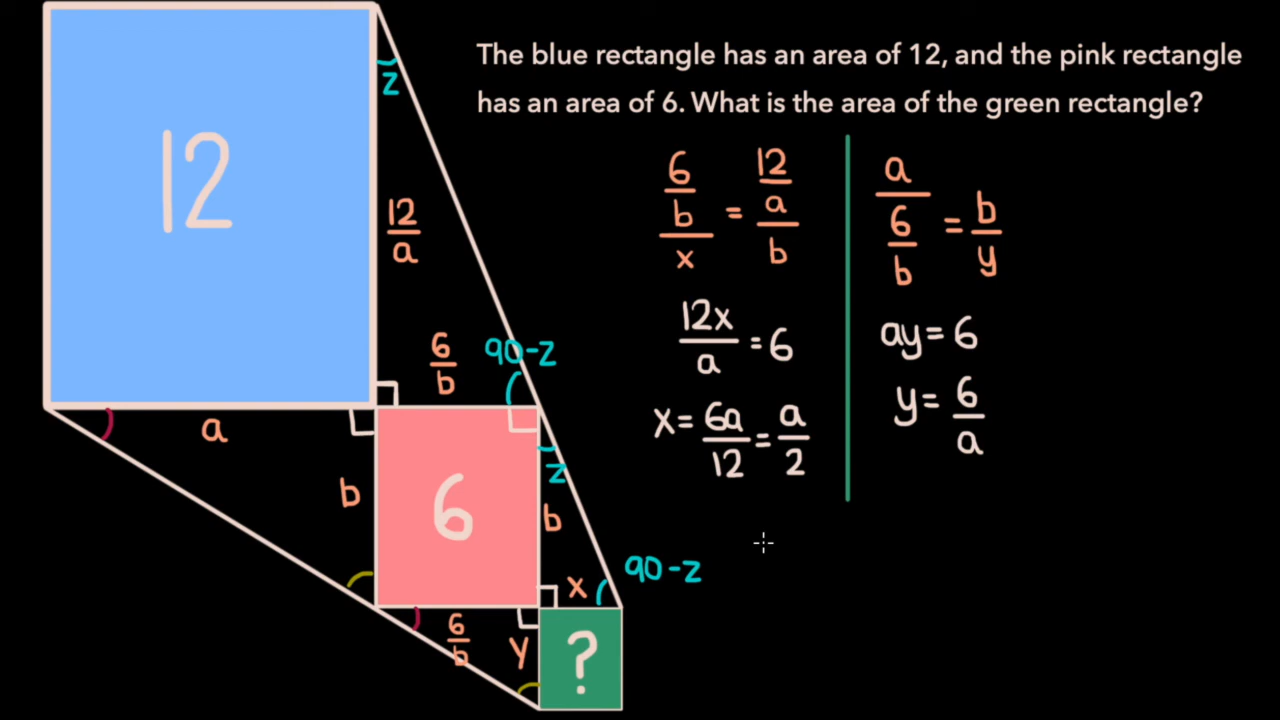 The blue rectangle has an area of 12, and the pink rectangle
has an area of 6. What is the area of the green rectangle?
12
z
12/a
6/b
90-z
a
b
6
z
b
x
90-z
6/b
y
?
6/b / x = 12/a / b
12x/a = 6
x = 6a/12 = a/2
a / 6/b = b/y
ay = 6
y = 6/a